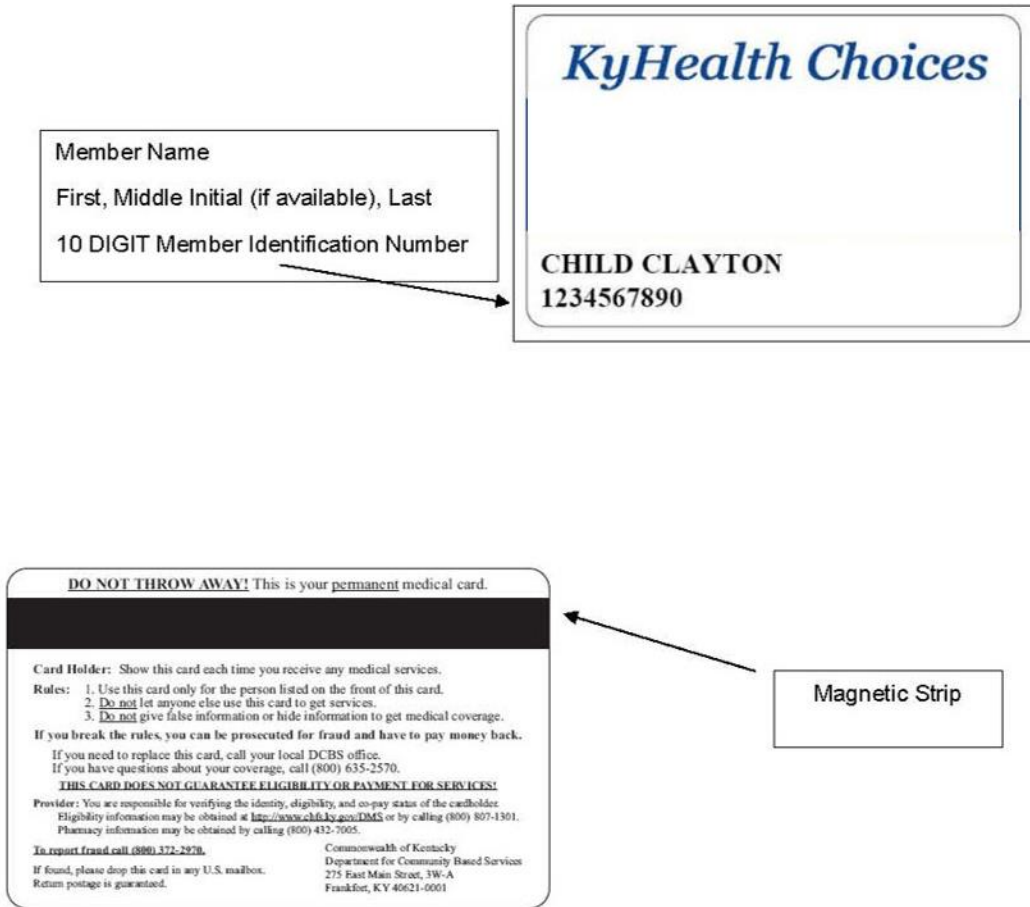 KyHealth Choices
Member Name
First, Middle Initial (if available), Last
10 DIGIT Member Identification Number
CHILD CLAYTON
1234567890
DO NOT THROW AWAY! This is your permanent medical card.
Card Holder: Show this card each time you receive any medical services.
Rules: 1. Use this card only for the person listed on the front of this card.
2. Do not let anyone else use this card to get services.
3. Do not give false information or hide information to get medical coverage.
If you break the rules, you can be prosecuted for fraud and have to pay money back.
If you need to replace this card, call your local DCBS office.
If you have questions about your coverage, call (800) 635-2570.
THIS CARD DOES NOT GUARANTEE ELIGIBILITY OR PAYMENT FOR SERVICES!
Provider: You are responsible for verifying the identity, eligibility, and co-pay status of the cardholder.
Eligibility information may be obtained at http://www.chfs.ky.gov/DMS or by calling (800) 807-1301.
Pharmacy information may be obtained by calling (800) 432-7005.
To report fraud call (800) 372-2970.
If found, please drop this card in any U.S. mailbox.
Return postage is guaranteed.
Commonwealth of Kentucky
Department for Community Based Services
275 East Main Street, 3W-A
Frankfort, KY 40621-0001
Magnetic Strip